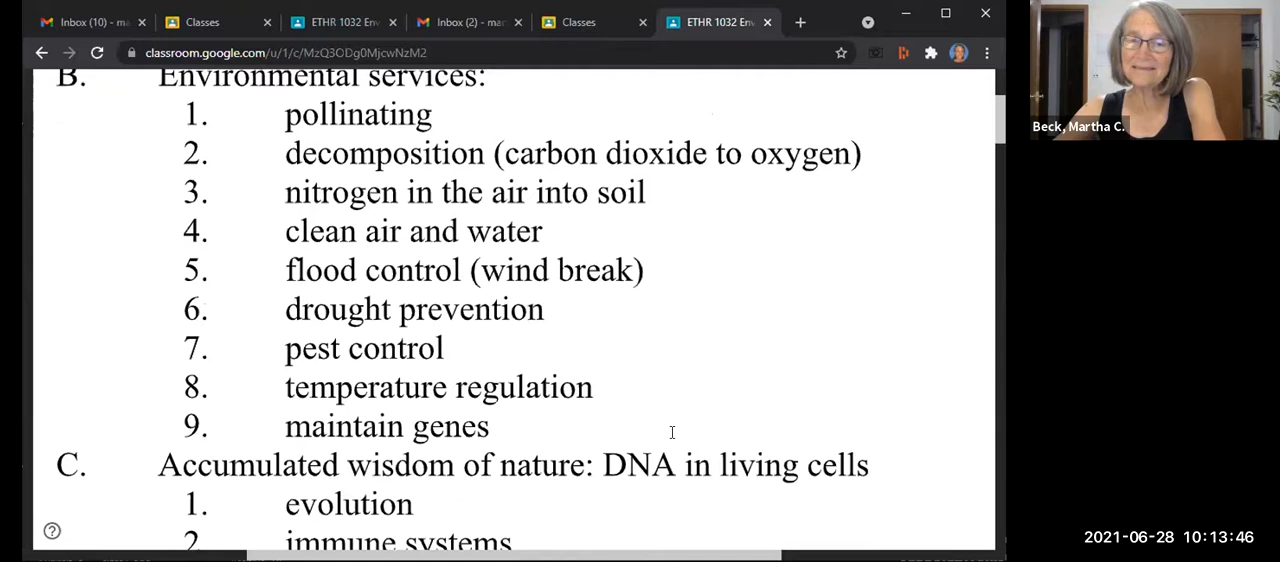 Inbox (10) - ma
Classes
ETHR 1032 Env
Inbox (2) - mar
Classes
ETHR 1032 Env
classroom.google.com/u/1/c/MzQ3ODg0MjcwNzM2
B. Environmental services:
1. pollinating
2. decomposition (carbon dioxide to oxygen)
3. nitrogen in the air into soil
4. clean air and water
5. flood control (wind break)
6. drought prevention
7. pest control
8. temperature regulation
9. maintain genes
C. Accumulated wisdom of nature: DNA in living cells
1. evolution
2. immune systems
Beck, Martha C.
2021-06-28 10:13:46